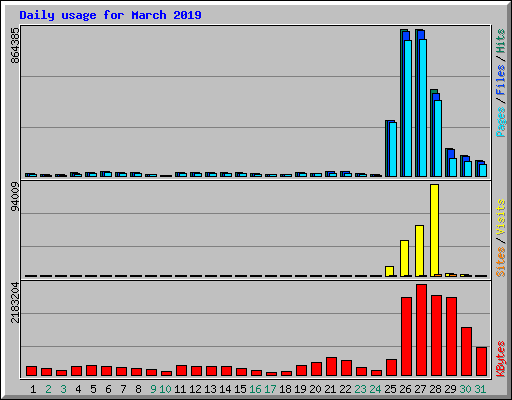 Daily usage for March 2019
864385
Pages / Files / Hits
94009
Sites / Visits
2183204
KBytes
1 2 3 4 5 6 7 8 9 10 11 12 13 14 15 16 17 18 19 20 21 22 23 24 25 26 27 28 29 30 31